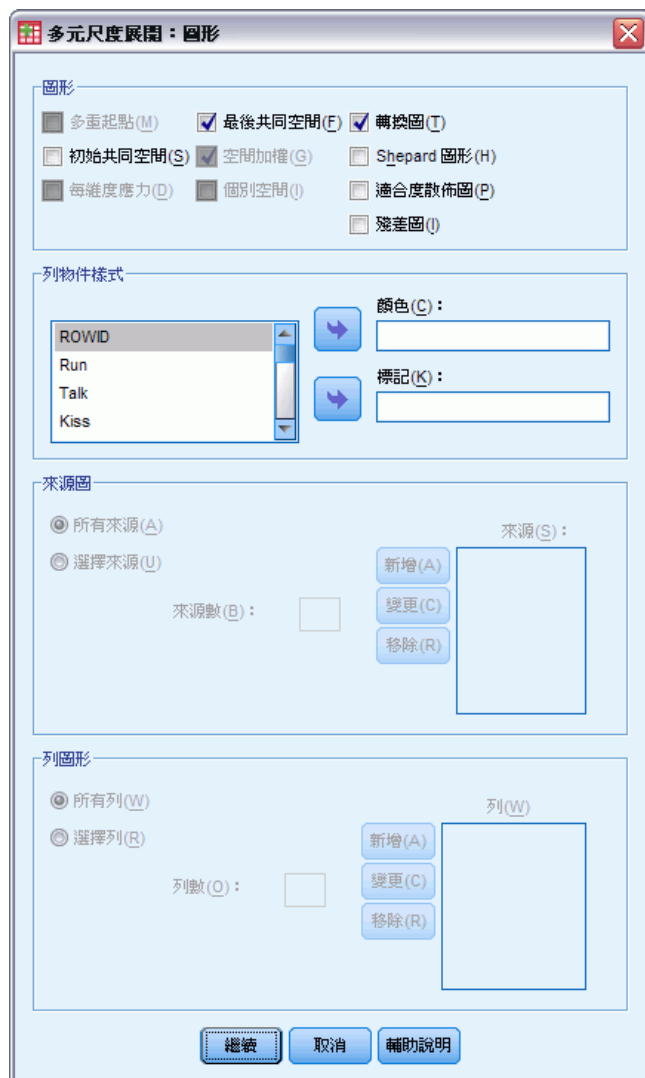 多元尺度展開：圖形
圖形
多重起點(M) 最後共同空間(F) 轉換圖(T)
初始共同空間(S) 空間加權(G) Shepard 圖形(H)
每維度應力(D) 個別空間(I) 適合度散佈圖(P)
殘差圖(I)
列物件樣式
顏色(C)：
ROWID
Run
Talk
Kiss
標記(K)：
來源圖
所有來源(A)
選擇來源(U)
來源數(B)：
新增(A)
變更(C)
移除(R)
來源(S)：
列圖形
所有列(W)
選擇列(R)
列數(O)：
新增(A)
變更(C)
移除(R)
列(W)
繼續 取消 輔助說明